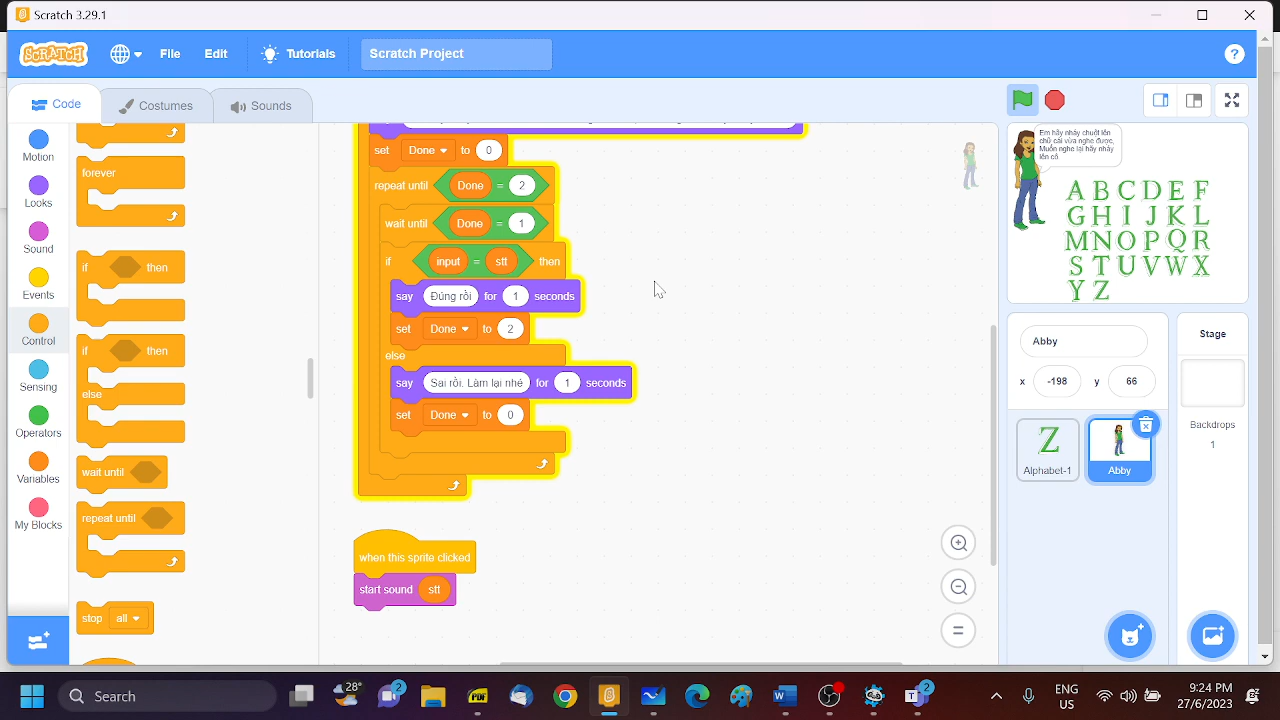 Scratch 3.29.1
SCRATCH
File
Edit
Tutorials
Scratch Project
Code
Costumes
Sounds
Motion
Looks
Sound
Events
Control
Sensing
Operators
Variables
My Blocks
forever
if then
if then
else
wait until
repeat until
stop all
set Done to 0
repeat until Done = 2
wait until Done = 1
if input = stt then
say Đúng rồi for 1 seconds
set Done to 2
else
say Sai rồi. Làm lại nhé for 1 seconds
set Done to 0
when this sprite clicked
start sound stt
Em hãy nháy chuột lên
chữ cái vừa nghe được,
Muốn nghe lại hãy nháy
lên cô
A B C D E F
G H I J K L
M N O P Q R
S T U V W X
Y Z
Abby
x -198 y 66
Z
Alphabet-1
Abby
Stage
Backdrops
1
Search
28°
2
PDF
2
ENG
US
9:24 PM
27/6/2023